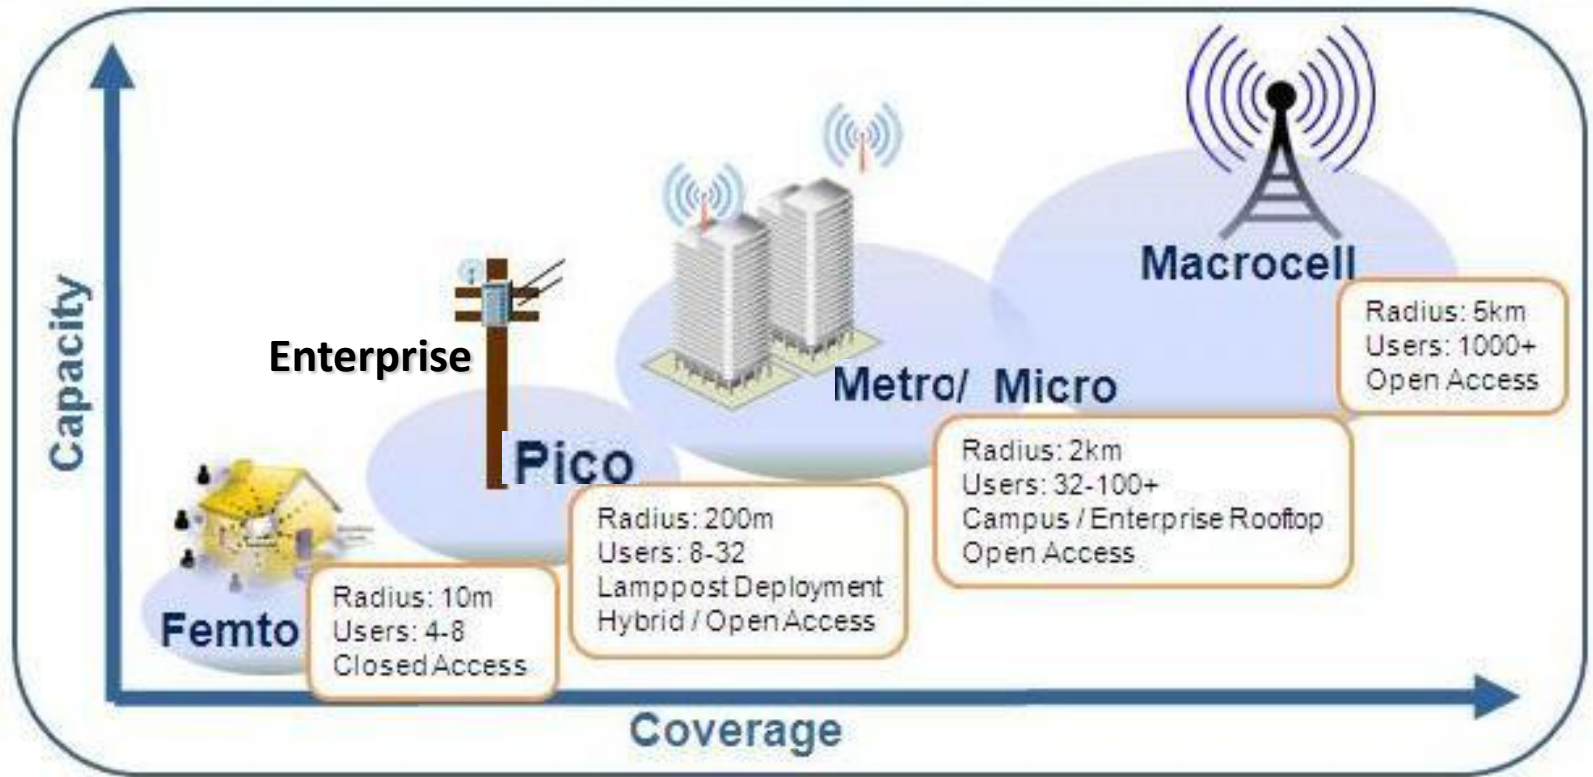 Capacity
Macrocell
Radius: 5km
Users: 1000+
Open Access
Enterprise
Metro/ Micro
Radius: 2km
Users: 32-100+
Campus / Enterprise Rooftop
Open Access
Pico
Radius: 200m
Users: 8-32
Lamppost Deployment
Hybrid / Open Access
Femto
Radius: 10m
Users: 4-8
Closed Access
Coverage